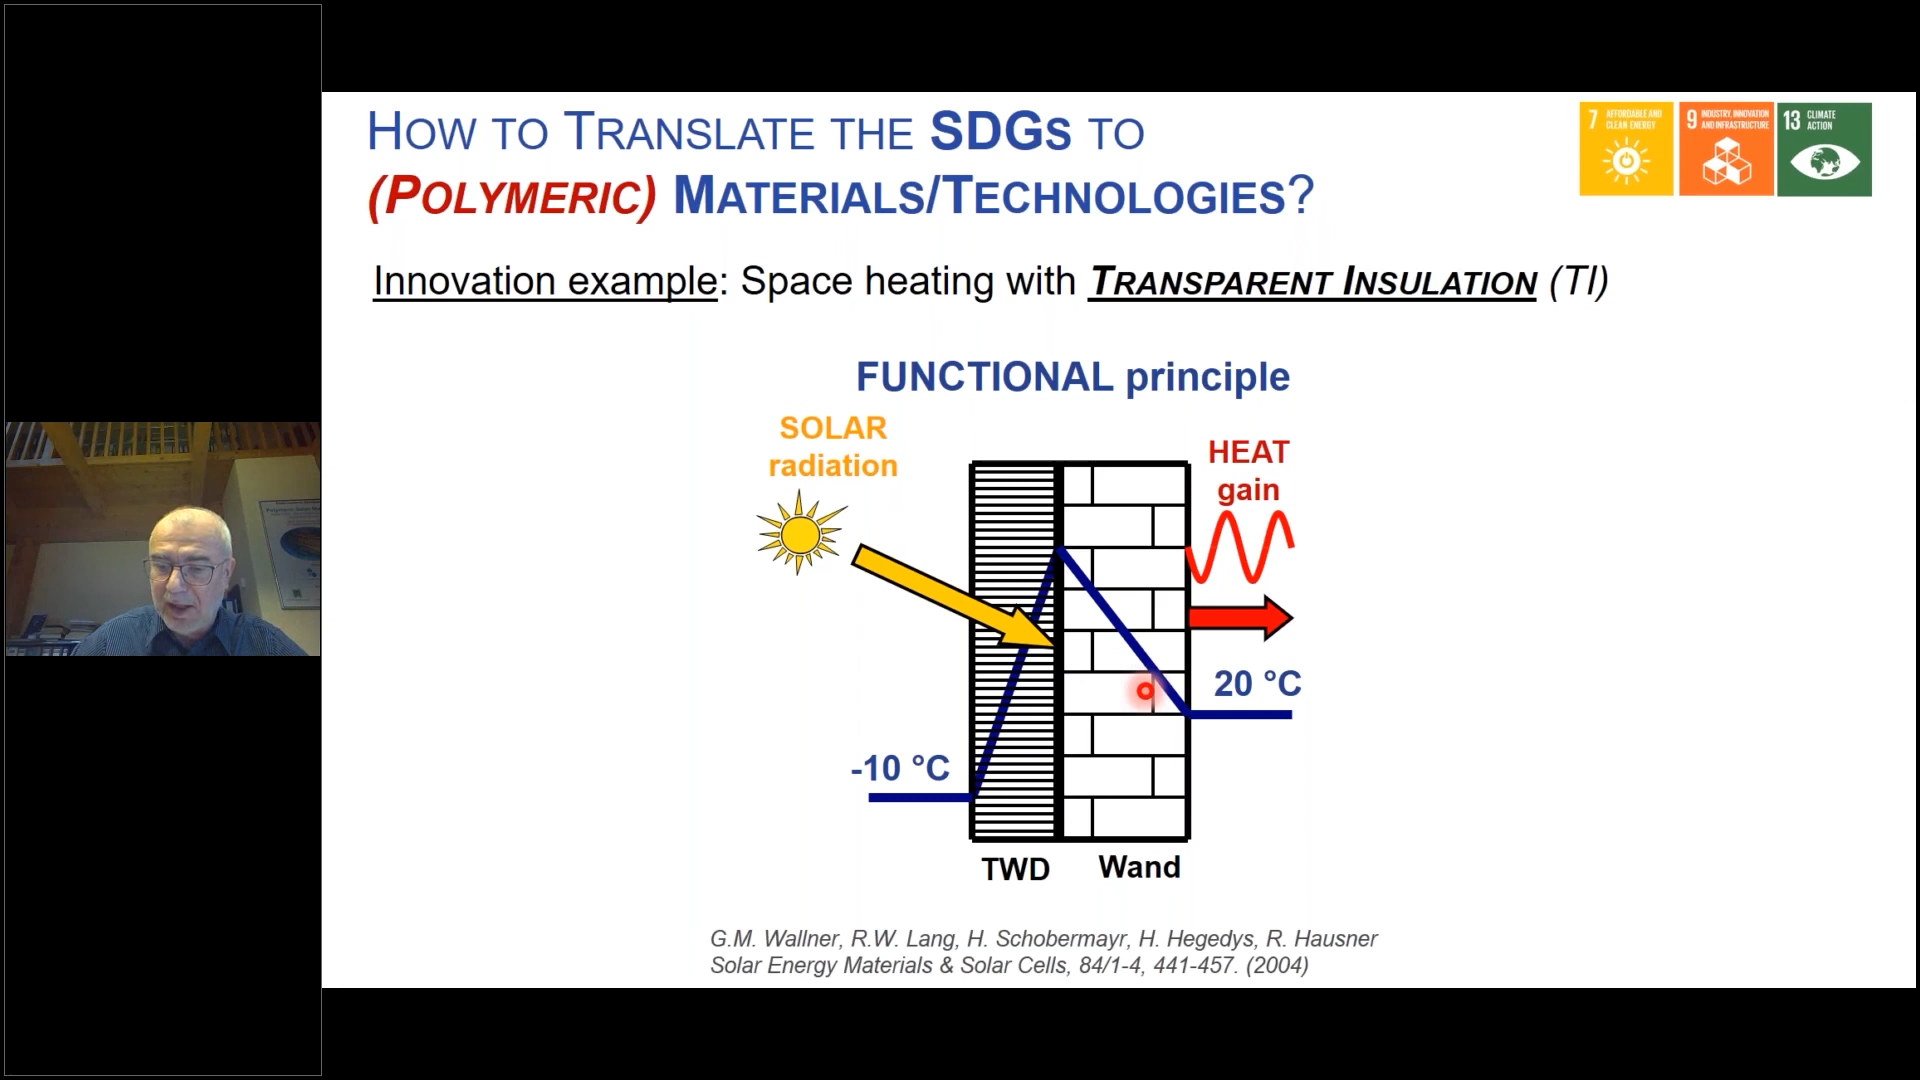 HOW TO TRANSLATE THE SDGS TO
(POLYMERIC) MATERIALS/TECHNOLOGIES?
7 AFFORDABLE AND
CLEAN ENERGY
9 INDUSTRY, INNOVATION
AND INFRASTRUCTURE
13 CLIMATE
ACTION
Innovation example: Space heating with TRANSPARENT INSULATION (TI)
FUNCTIONAL principle
SOLAR
radiation
HEAT
gain
20 °C
-10 °C
TWD
Wand
G.M. Wallner, R.W. Lang, H. Schobermayr, H. Hegedys, R. Hausner
Solar Energy Materials & Solar Cells, 84/1-4, 441-457. (2004)